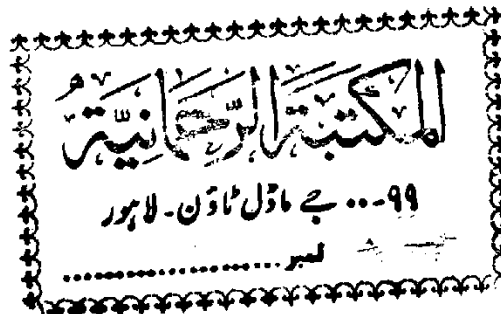 المكتبة الرحمانية
۹۹... جے ماڈل ٹاؤن - لاہور
نمبر ....................